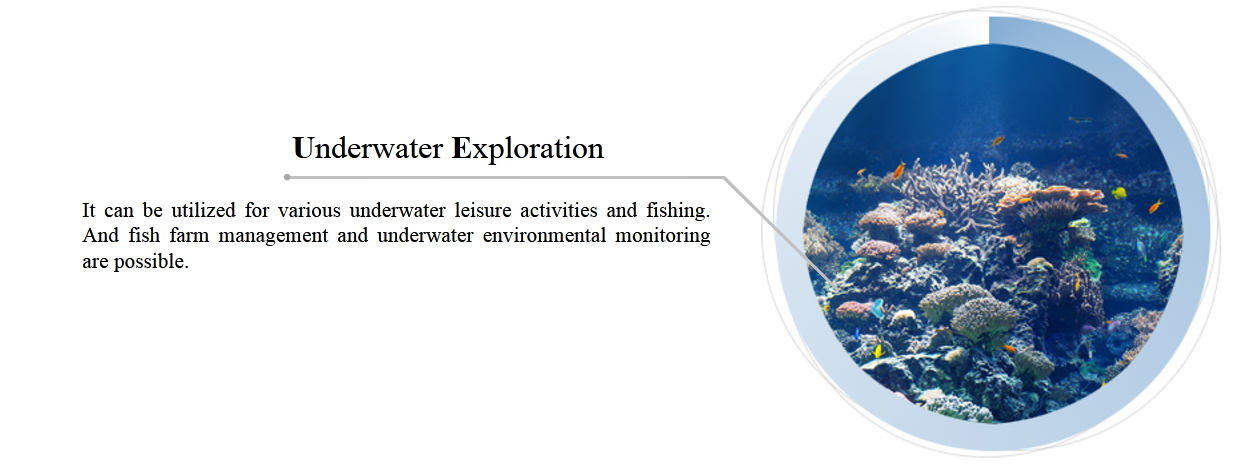 Underwater Exploration
It can be utilized for various underwater leisure activities and fishing.
And fish farm management and underwater environmental monitoring
are possible.